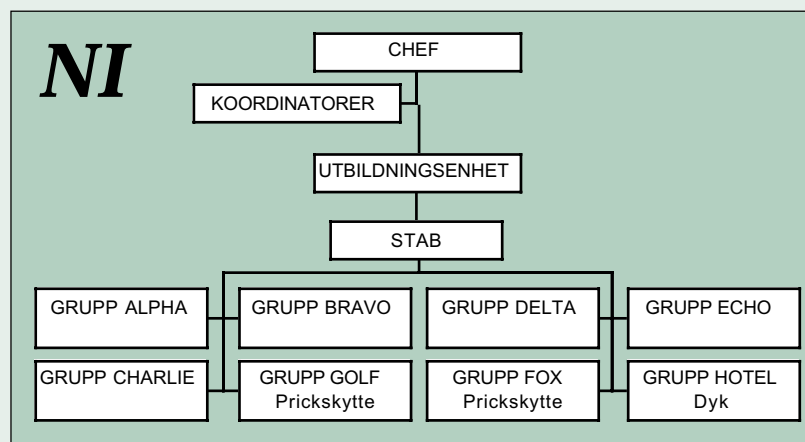 NI
CHEF
KOORDINATORER
UTBILDNINGSENHET
STAB
GRUPP ALPHA
GRUPP BRAVO
GRUPP DELTA
GRUPP ECHO
GRUPP CHARLIE
GRUPP GOLF
Prickskytte
GRUPP FOX
Prickskytte
GRUPP HOTEL
Dyk